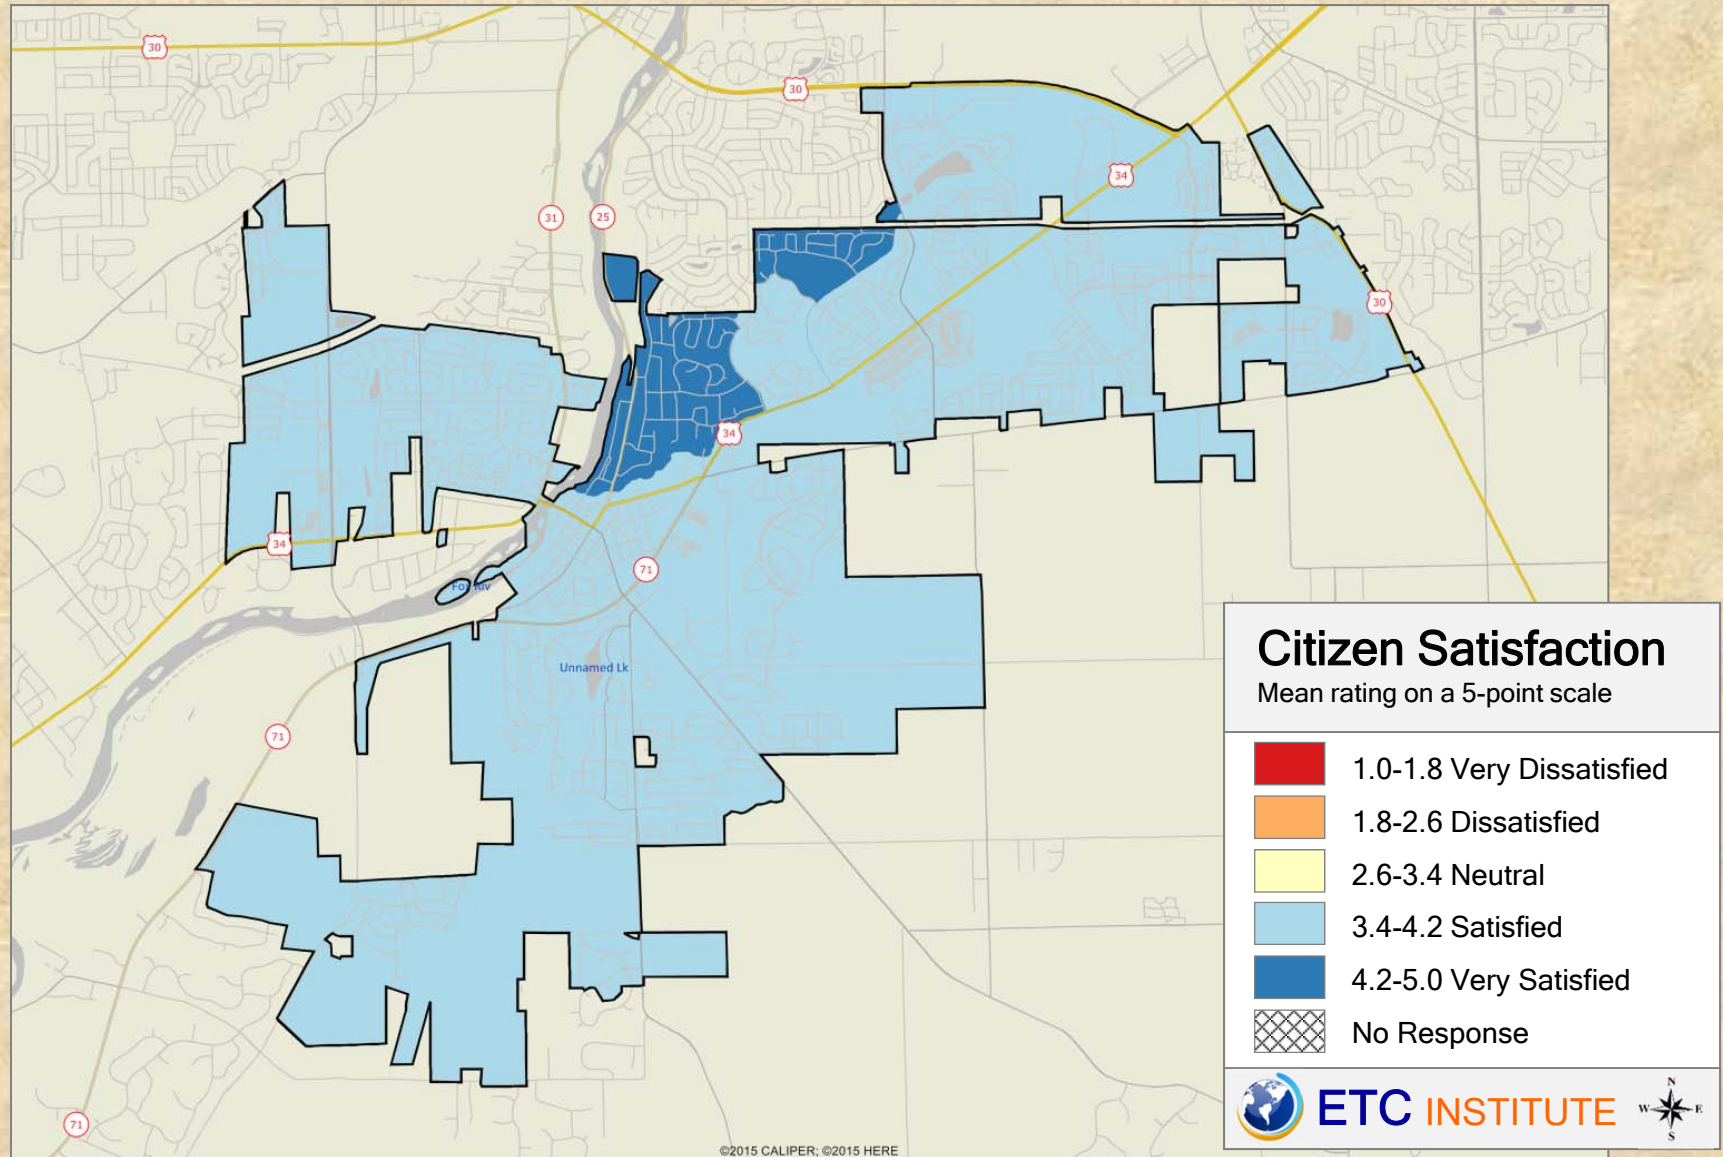 30
30
34
31
25
30
34
34
71
Fox Riv
Unnamed Lk
71
71
Citizen Satisfaction
Mean rating on a 5-point scale
1.0-1.8 Very Dissatisfied
1.8-2.6 Dissatisfied
2.6-3.4 Neutral
3.4-4.2 Satisfied
4.2-5.0 Very Satisfied
No Response
ETC INSTITUTE
N
W E
S
©2015 CALIPER; ©2015 HERE